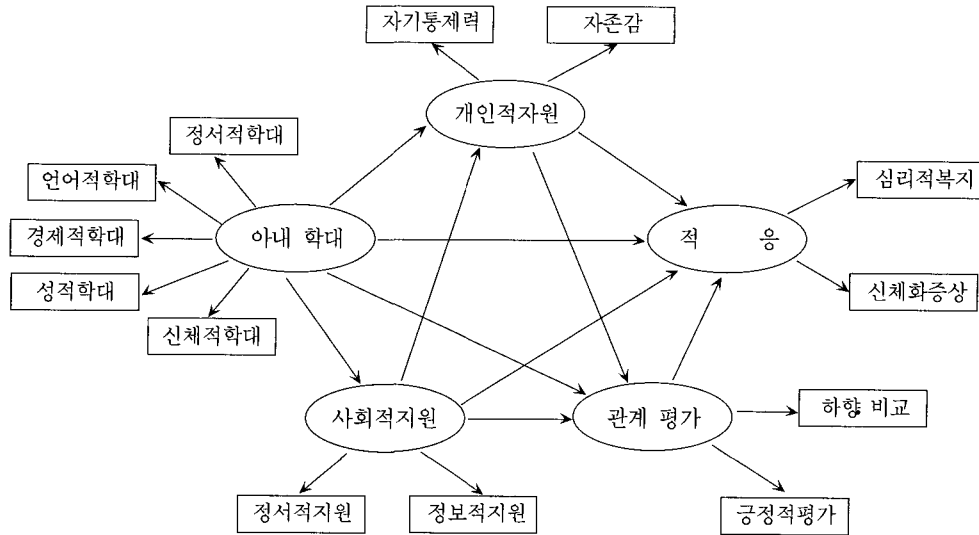 자기통제력
자존감
개인적자원
정서적학대
언어적학대
심리적복지
경제적학대
아내 학대
적 응
성적학대
신체화증상
신체적학대
사회적지원
관계 평가
하향 비교
정서적지원
정보적지원
긍정적평가